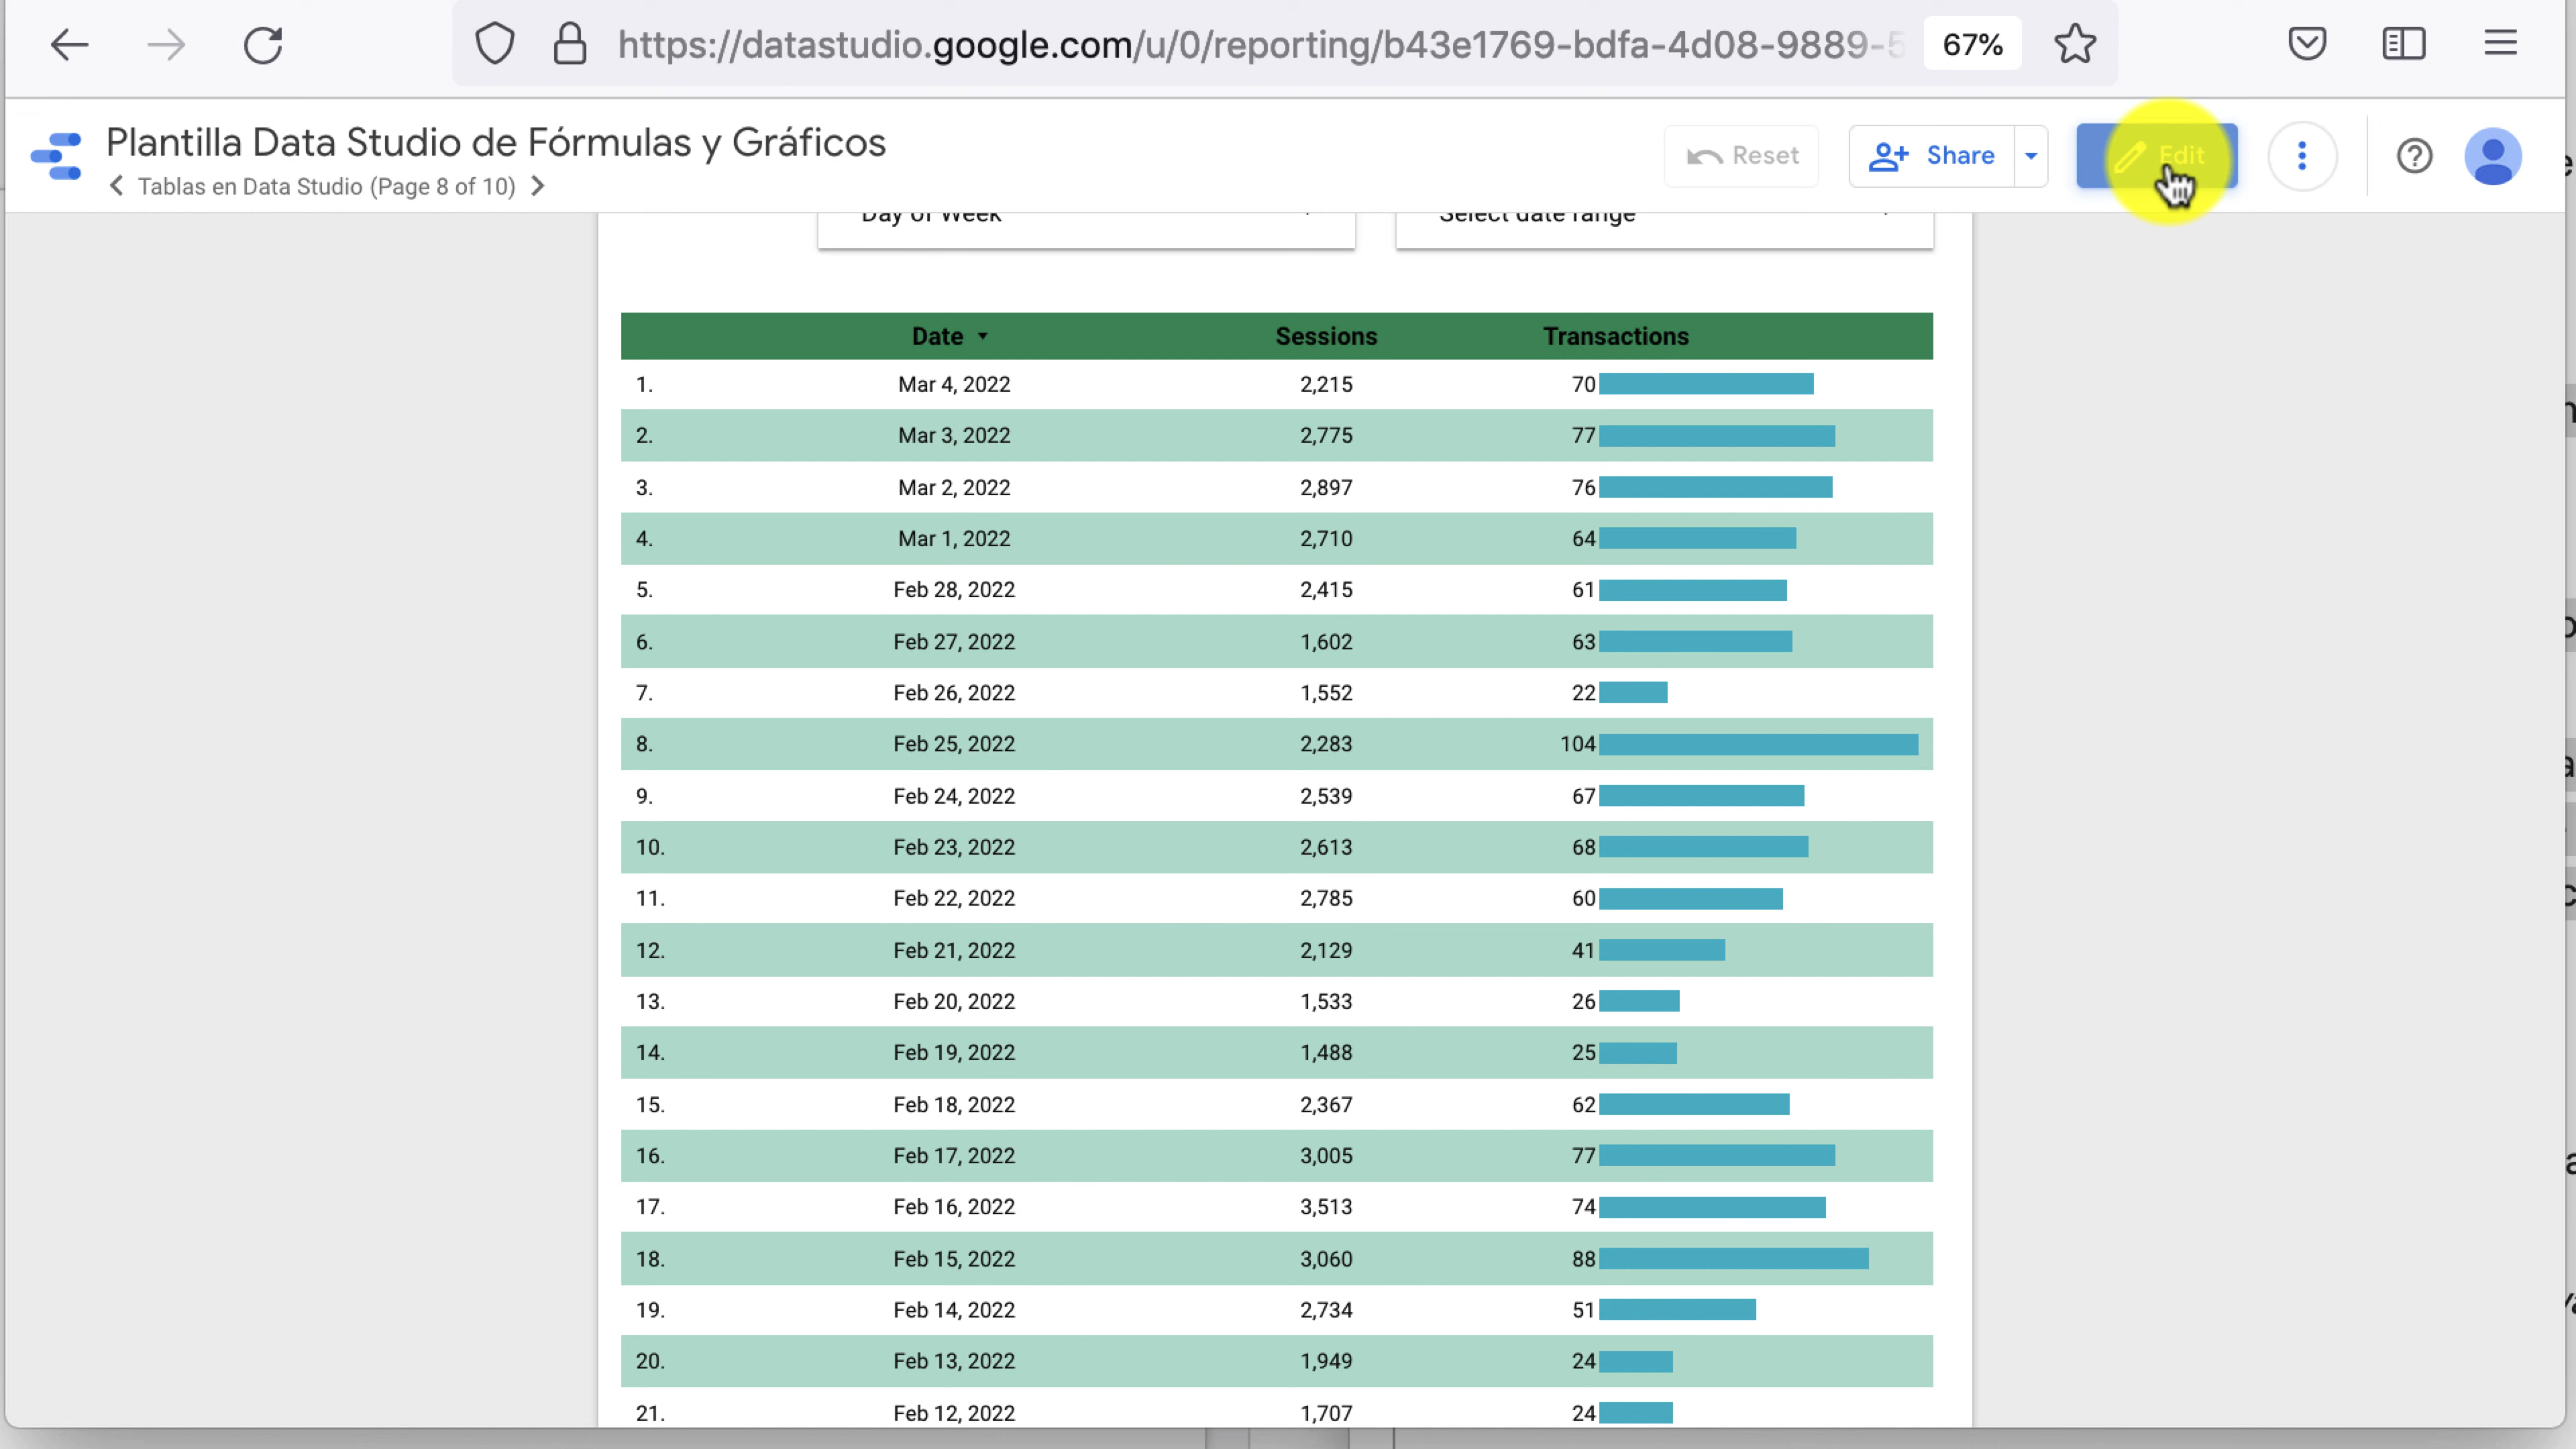 https://datastudio.google.com/u/0/reporting/b43e1769-bdfa-4d08-9889-5
67%
Plantilla Data Studio de Fórmulas y Gráficos
Tablas en Data Studio (Page 8 of 10)
Reset
Share
Edit
Day of Week
Select date range
Date Sessions Transactions
1. Mar 4, 2022 2,215 70
2. Mar 3, 2022 2,775 77
3. Mar 2, 2022 2,897 76
4. Mar 1, 2022 2,710 64
5. Feb 28, 2022 2,415 61
6. Feb 27, 2022 1,602 63
7. Feb 26, 2022 1,552 22
8. Feb 25, 2022 2,283 104
9. Feb 24, 2022 2,539 67
10. Feb 23, 2022 2,613 68
11. Feb 22, 2022 2,785 60
12. Feb 21, 2022 2,129 41
13. Feb 20, 2022 1,533 26
14. Feb 19, 2022 1,488 25
15. Feb 18, 2022 2,367 62
16. Feb 17, 2022 3,005 77
17. Feb 16, 2022 3,513 74
18. Feb 15, 2022 3,060 88
19. Feb 14, 2022 2,734 51
20. Feb 13, 2022 1,949 24
21. Feb 12, 2022 1,707 24